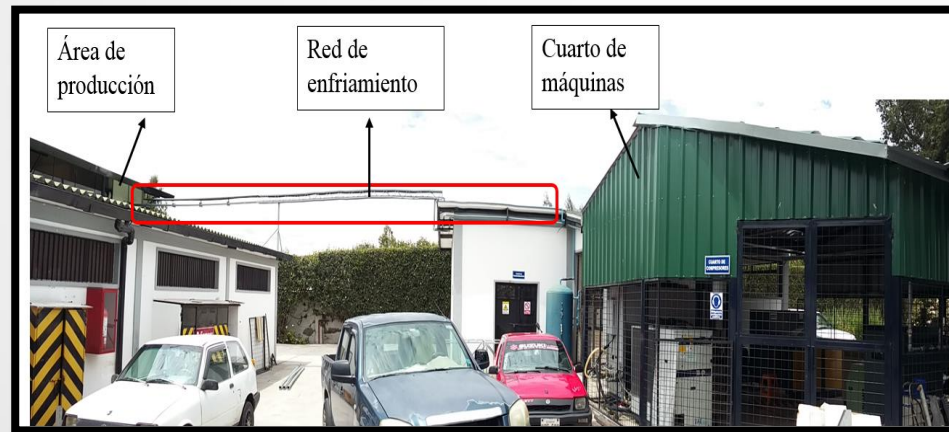 Área de
producción
Red de
enfriamiento
Cuarto de
máquinas
CUARTO DE
COMPRESORES